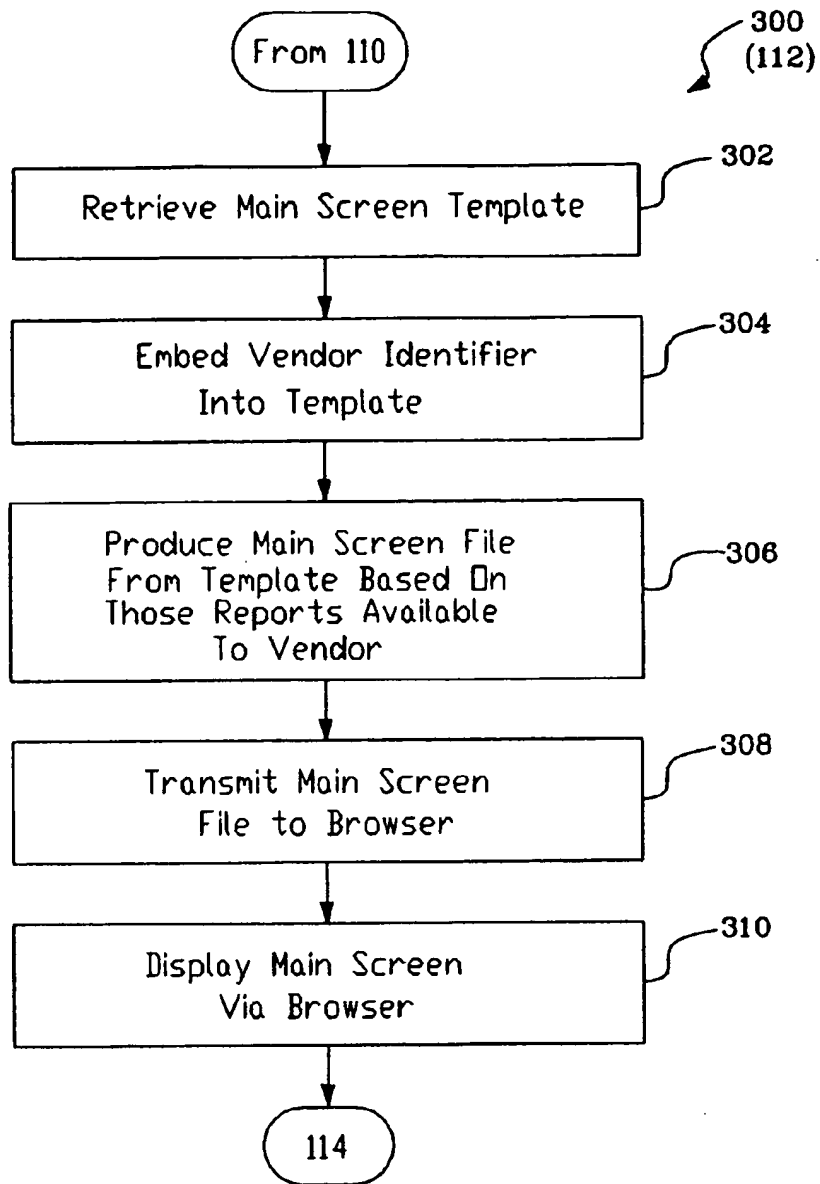 From 110
300
(112)
302
Retrieve Main Screen Template
304
Embed Vendor Identifier
Into Template
306
Produce Main Screen File
From Template Based On
Those Reports Available
To Vendor
308
Transmit Main Screen
File to Browser
310
Display Main Screen
Via Browser
114